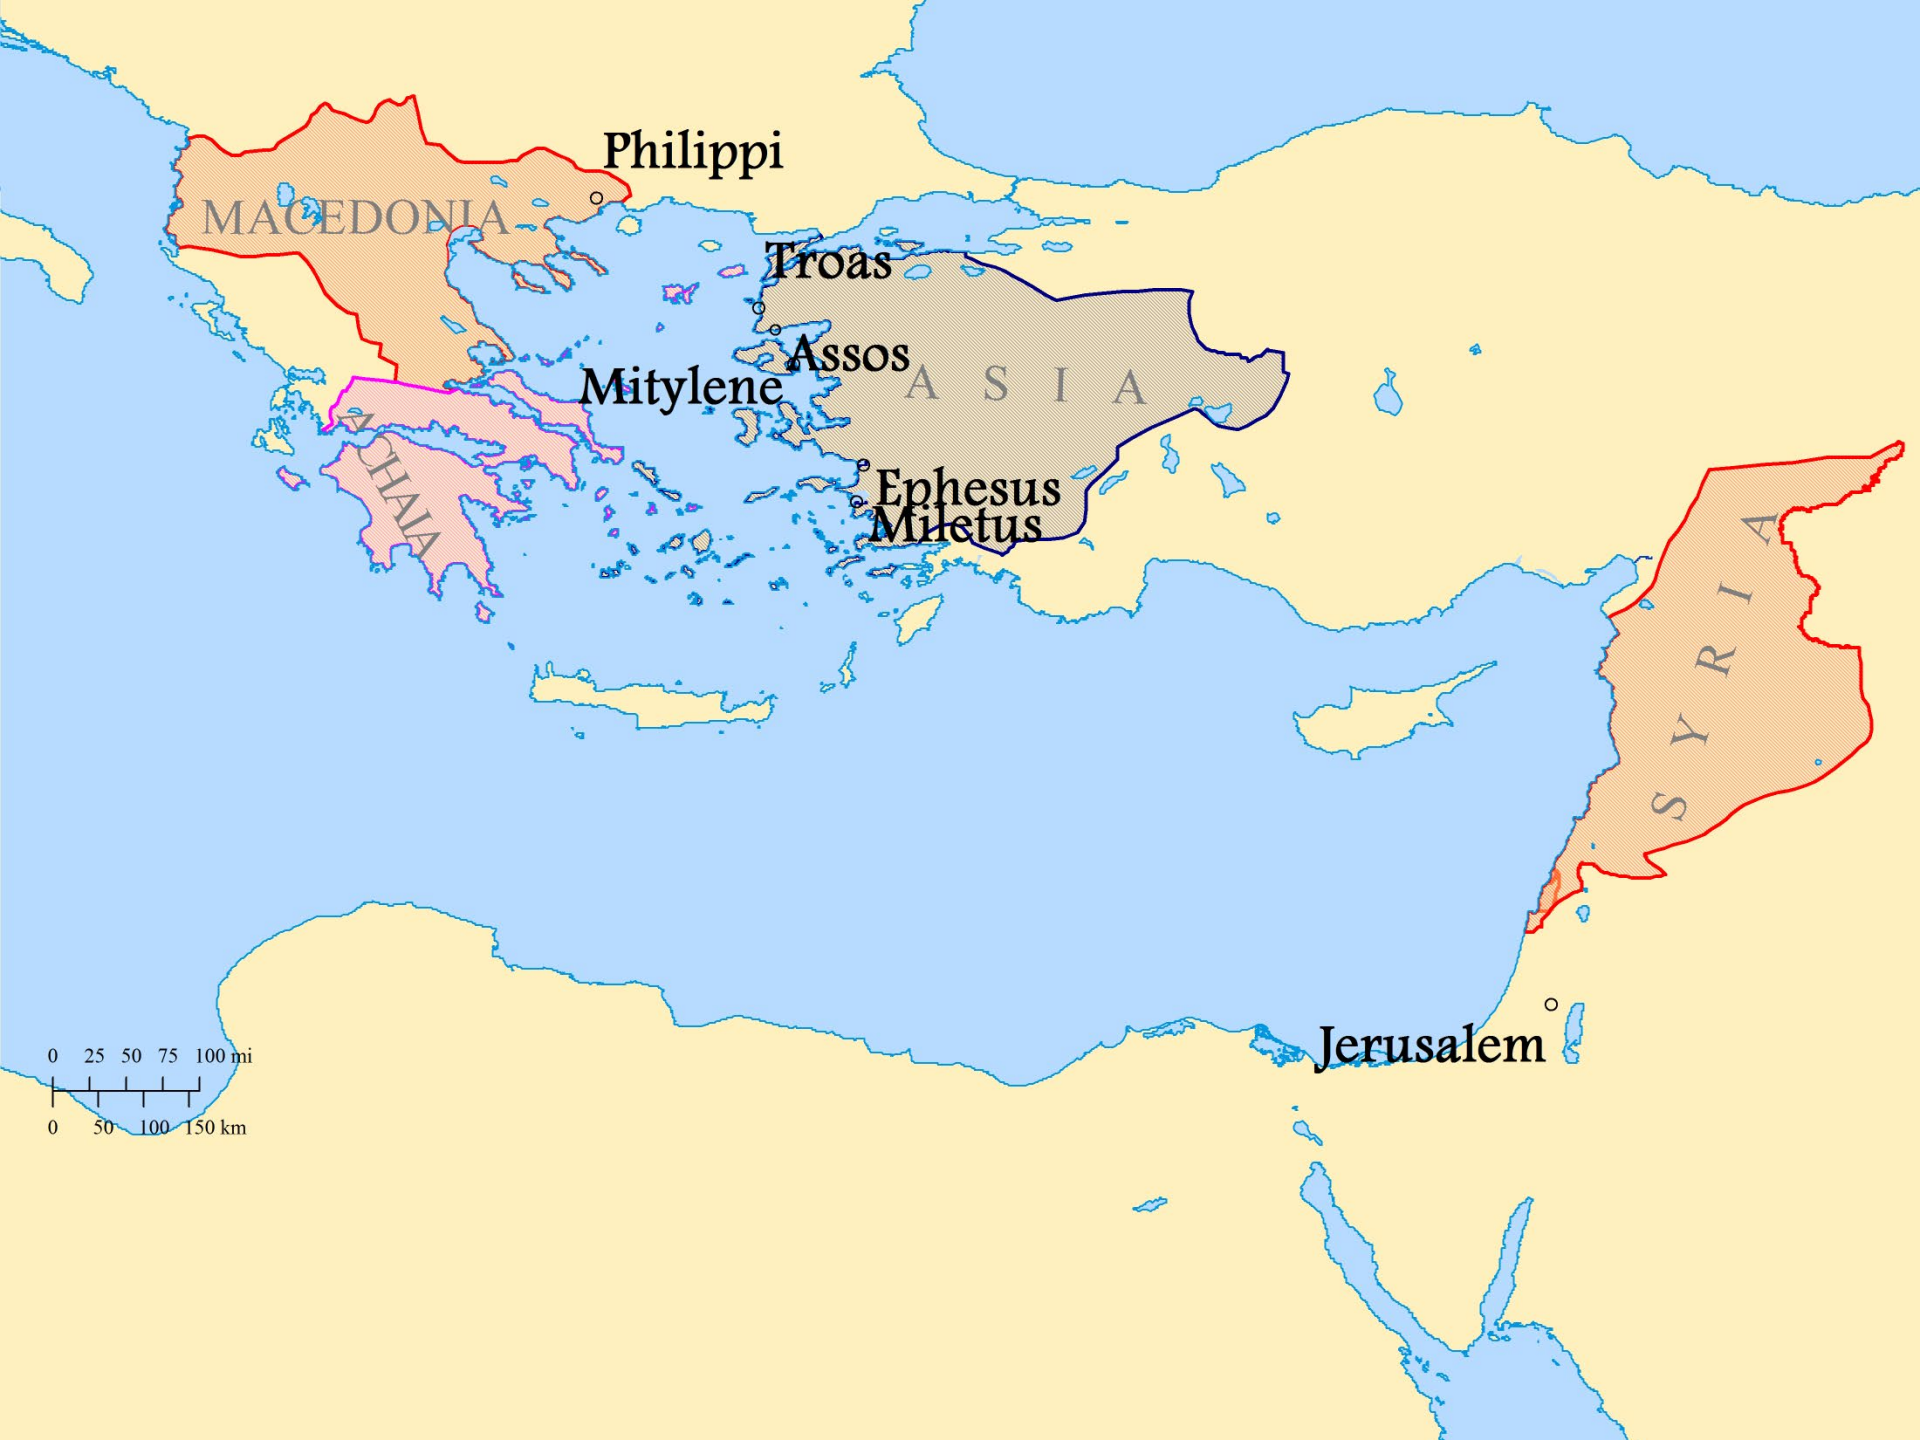 Philippi
MACEDONIA
Troas
Assos
Mitylene
A S I A
ACHAIA
Ephesus
Miletus
S Y R I A
Jerusalem
0 25 50 75 100 mi
0 50 100 150 km